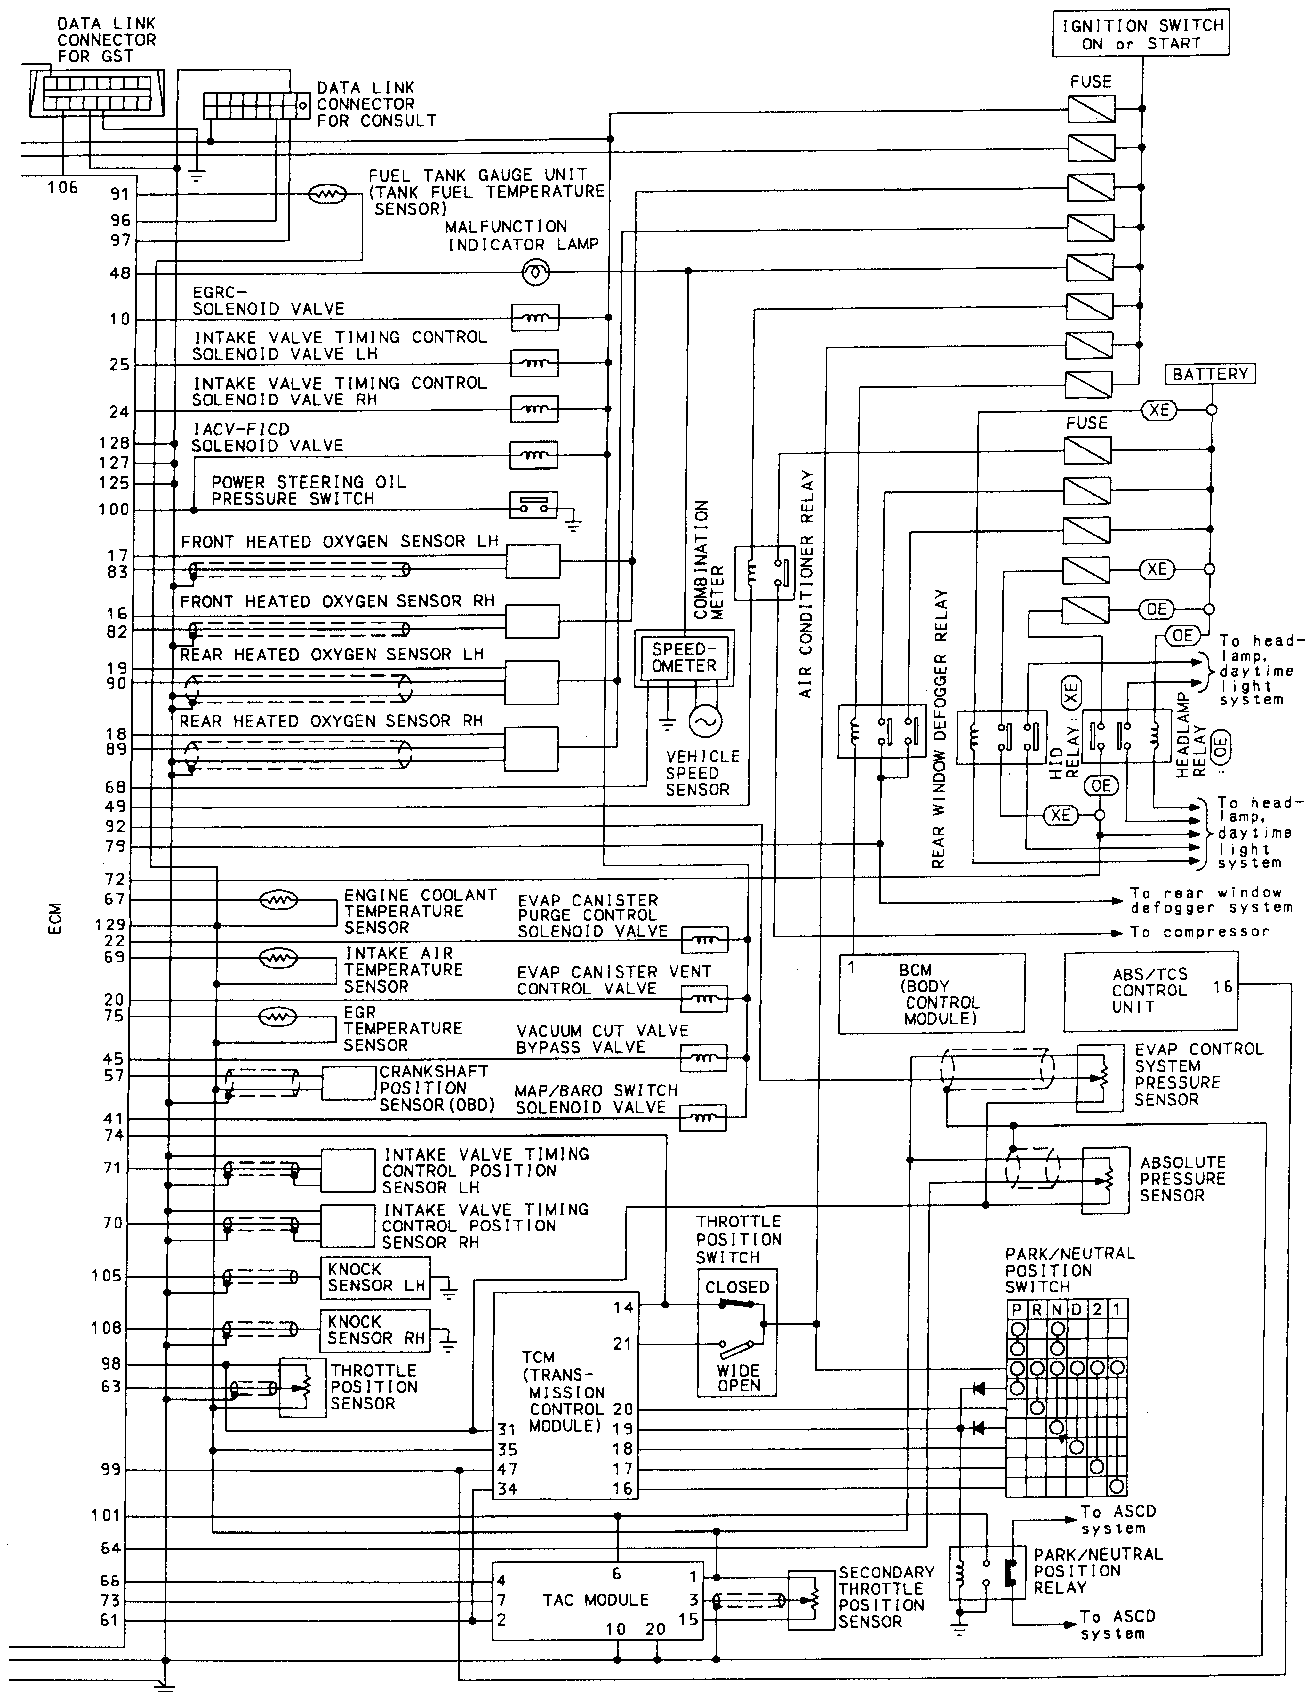 DATA LINK
CONNECTOR
FOR GST
DATA LINK
CONNECTOR
FOR CONSULT
IGNITION SWITCH
ON or START
FUSE
106
91
FUEL TANK GAUGE UNIT
(TANK FUEL TEMPERATURE
SENSOR)
96
97
MALFUNCTION
INDICATOR LAMP
48
EGRC-
SOLENOID VALVE
10
INTAKE VALVE TIMING CONTROL
SOLENOID VALVE LH
25
INTAKE VALVE TIMING CONTROL
SOLENOID VALVE RH
24
BATTERY
XE
FUSE
IACV-FICD
SOLENOID VALVE
128
127
125
POWER STEERING OIL
PRESSURE SWITCH
100
FRONT HEATED OXYGEN SENSOR LH
17
83
FRONT HEATED OXYGEN SENSOR RH
16
82
REAR HEATED OXYGEN SENSOR LH
19
90
REAR HEATED OXYGEN SENSOR RH
18
89
COMBINATION
METER
SPEED-
OMETER
VEHICLE
SPEED
SENSOR
AIR CONDITIONER RELAY
REAR WINDOW DEFOGGER RELAY
XE
OE
OE
To head-
lamp,
daytime
light
system
HID
RELAY:
XE
HEADLAMP
RELAY:
OE
OE
XE
To head-
lamp,
daytime
light
system
68
49
92
79
72
67
ENGINE COOLANT
TEMPERATURE
SENSOR
129
22
69
INTAKE AIR
TEMPERATURE
SENSOR
20
75
EGR
TEMPERATURE
SENSOR
45
57
CRANKSHAFT
POSITION
SENSOR(OBD)
41
74
ECM
EVAP CANISTER
PURGE CONTROL
SOLENOID VALVE
EVAP CANISTER VENT
CONTROL VALVE
VACUUM CUT VALVE
BYPASS VALVE
MAP/BARO SWITCH
SOLENOID VALVE
To rear window
defogger system
To compressor
1
BCM
(BODY
CONTROL
MODULE)
ABS/TCS
CONTROL
UNIT
16
EVAP CONTROL
SYSTEM
PRESSURE
SENSOR
ABSOLUTE
PRESSURE
SENSOR
71
INTAKE VALVE TIMING
CONTROL POSITION
SENSOR LH
70
INTAKE VALVE TIMING
CONTROL POSITION
SENSOR RH
105
KNOCK
SENSOR LH
108
KNOCK
SENSOR RH
98
63
THROTTLE
POSITION
SENSOR
THROTTLE
POSITION
SWITCH
CLOSED
WIDE
OPEN
14
21
TCM
(TRANS-
MISSION
CONTROL
MODULE)
20
31
19
35
18
47
17
34
16
PARK/NEUTRAL
POSITION
SWITCH
P R N D 2 1
99
101
64
66
73
61
4
7
2
6
TAC MODULE
1
3
15
10
20
SECONDARY
THROTTLE
POSITION
SENSOR
To ASCD
system
PARK/NEUTRAL
POSITION
RELAY
To ASCD
system